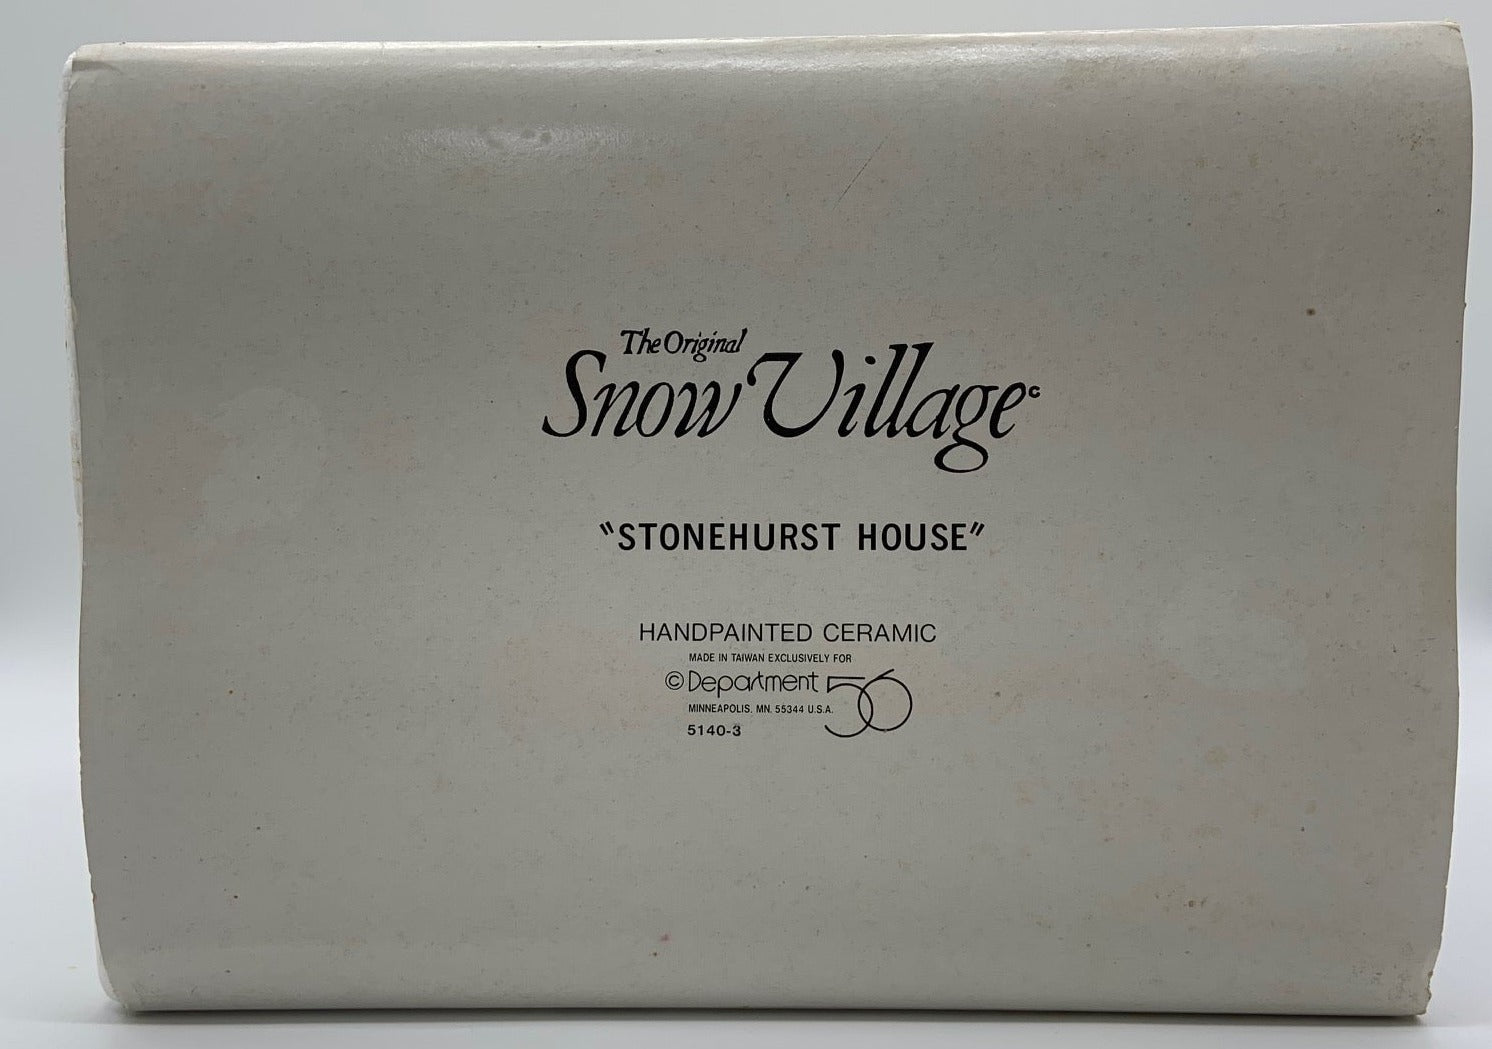 The Original
Snow Village©
"STONEHURST HOUSE"
HANDPAINTED CERAMIC
MADE IN TAIWAN EXCLUSIVELY FOR
© Department 56
MINNEAPOLIS. MN. 55344 U.S.A.
5140-3